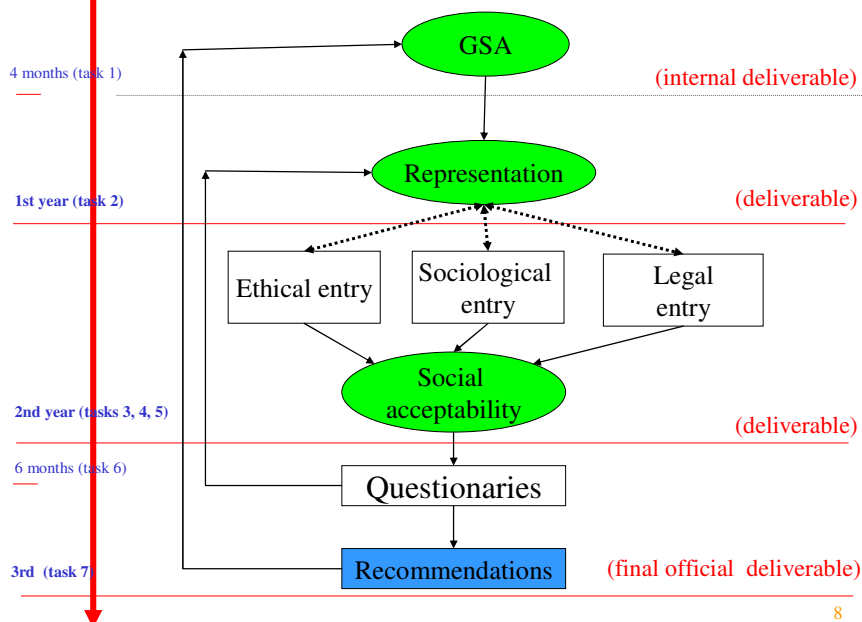 GSA
4 months (task 1)
(internal deliverable)
Representation
1st year (task 2)
(deliverable)
Ethical entry
Sociological
entry
Legal
entry
Social
acceptability
2nd year (tasks 3, 4, 5)
(deliverable)
6 months (task 6)
Questionaries
3rd (task 7)
Recommendations
(final official deliverable)
8